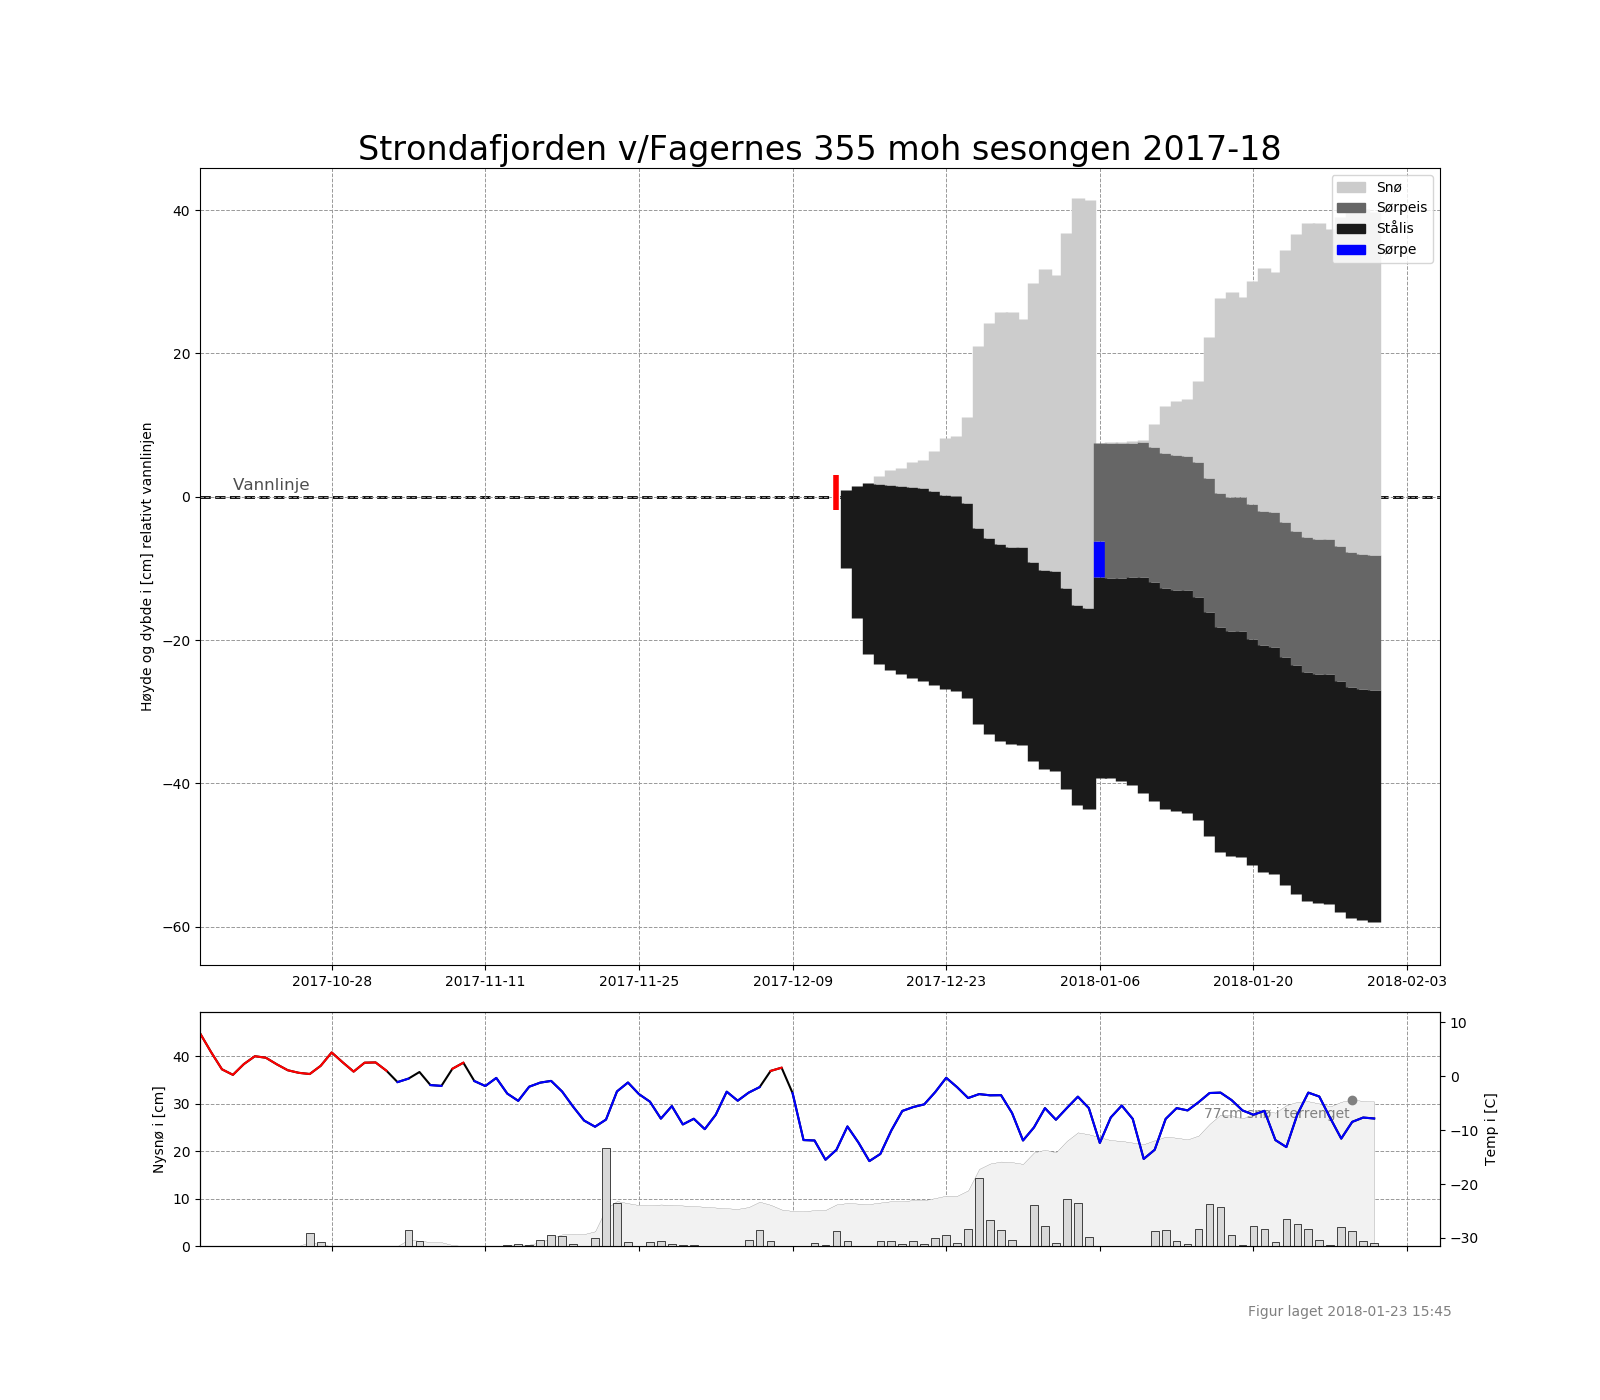 Strondafjorden v/Fagernes 355 moh sesongen 2017-18
Høyde og dybde i [cm] relativt vannlinjen
40
20
0
−20
−40
−60
Vannlinje
Snø
Sørpeis
Stålis
Sørpe
2017-10-28 2017-11-11 2017-11-25 2017-12-09 2017-12-23 2018-01-06 2018-01-20 2018-02-03
Nysnø i [cm]
40
30
20
10
0
77cm snø i terrenget
10
0
−10
−20
−30
Temp i [C]
Figur laget 2018-01-23 15:45